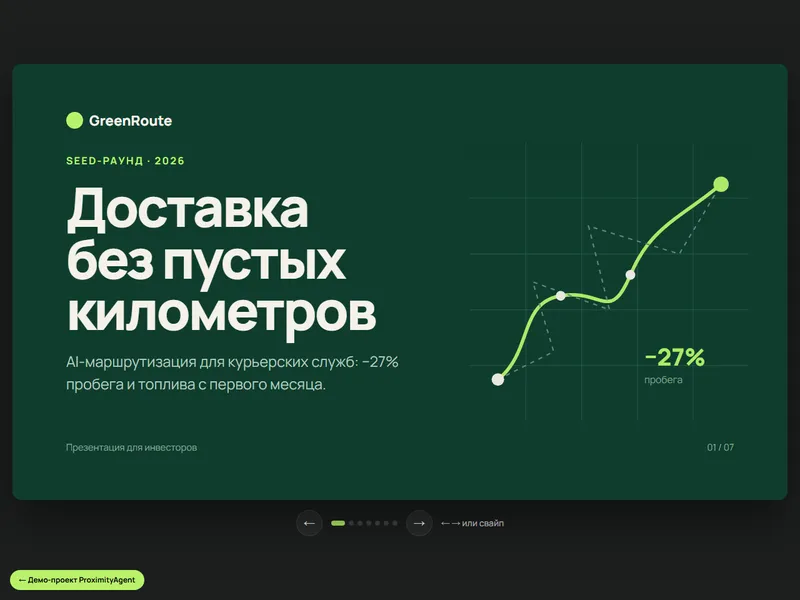 GreenRoute
SEED-РАУНД · 2026
Доставка
без пустых
километров
AI-маршрутизация для курьерских служб: −27%
пробега и топлива с первого месяца.
−27%
пробега
Презентация для инвесторов
01 / 07
← → ← → или свайп
← Демо-проект ProximityAgent